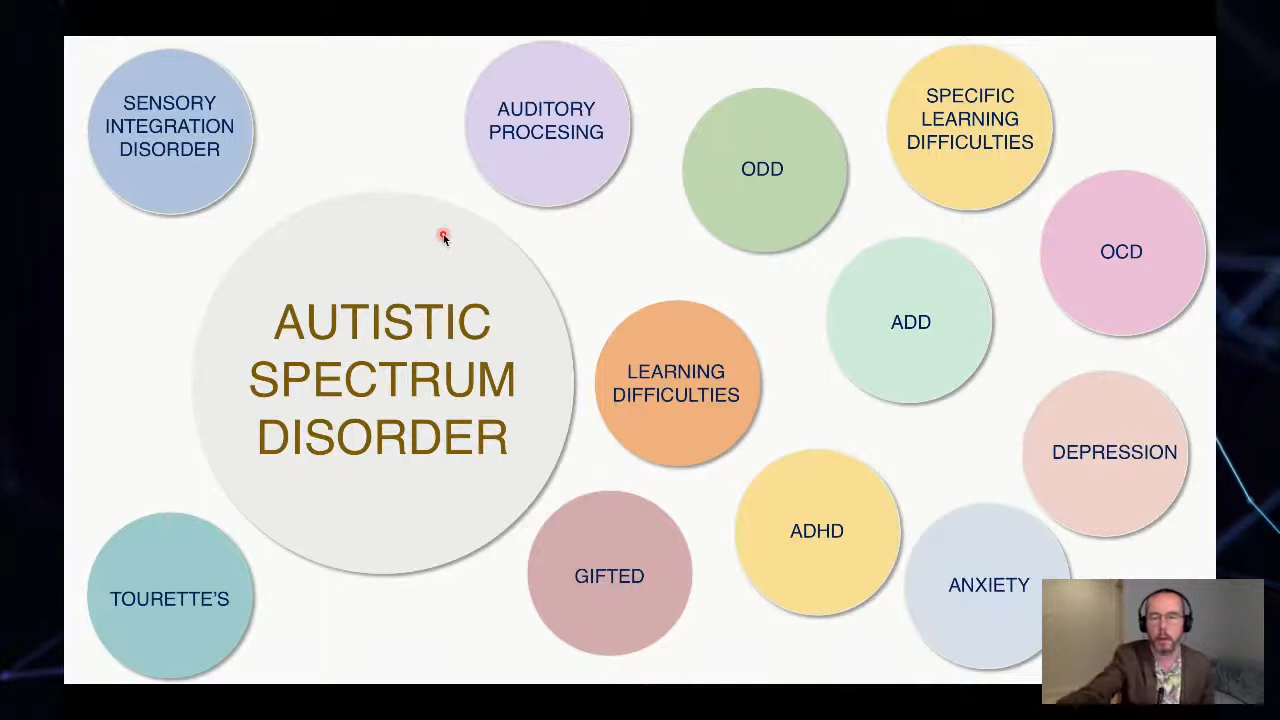 SENSORY
INTEGRATION
DISORDER
AUDITORY
PROCESING
ODD
SPECIFIC
LEARNING
DIFFICULTIES
OCD
ADD
AUTISTIC
SPECTRUM
DISORDER
LEARNING
DIFFICULTIES
DEPRESSION
ADHD
GIFTED
ANXIETY
TOURETTE'S